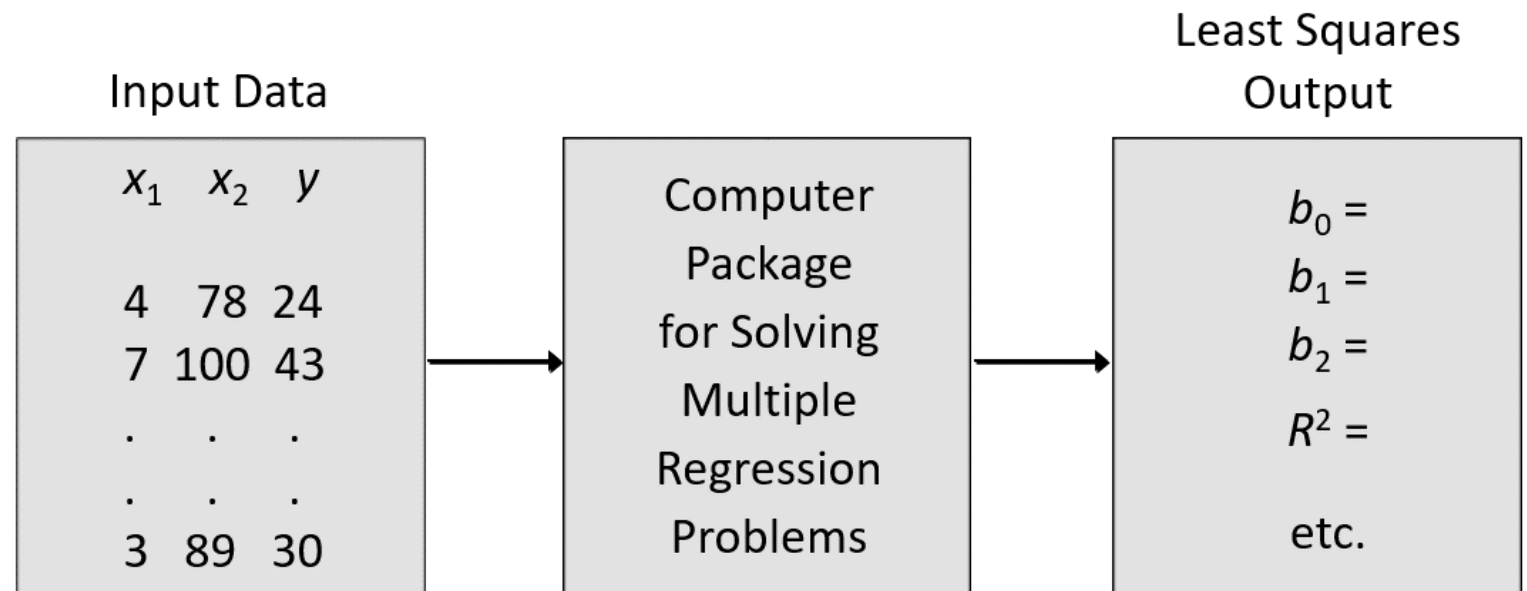 Input Data
x₁ x₂ y
4 78 24
7 100 43
. . .
. . .
3 89 30
Computer
Package
for Solving
Multiple
Regression
Problems
Least Squares
Output
b₀ =
b₁ =
b₂ =
R² =
etc.